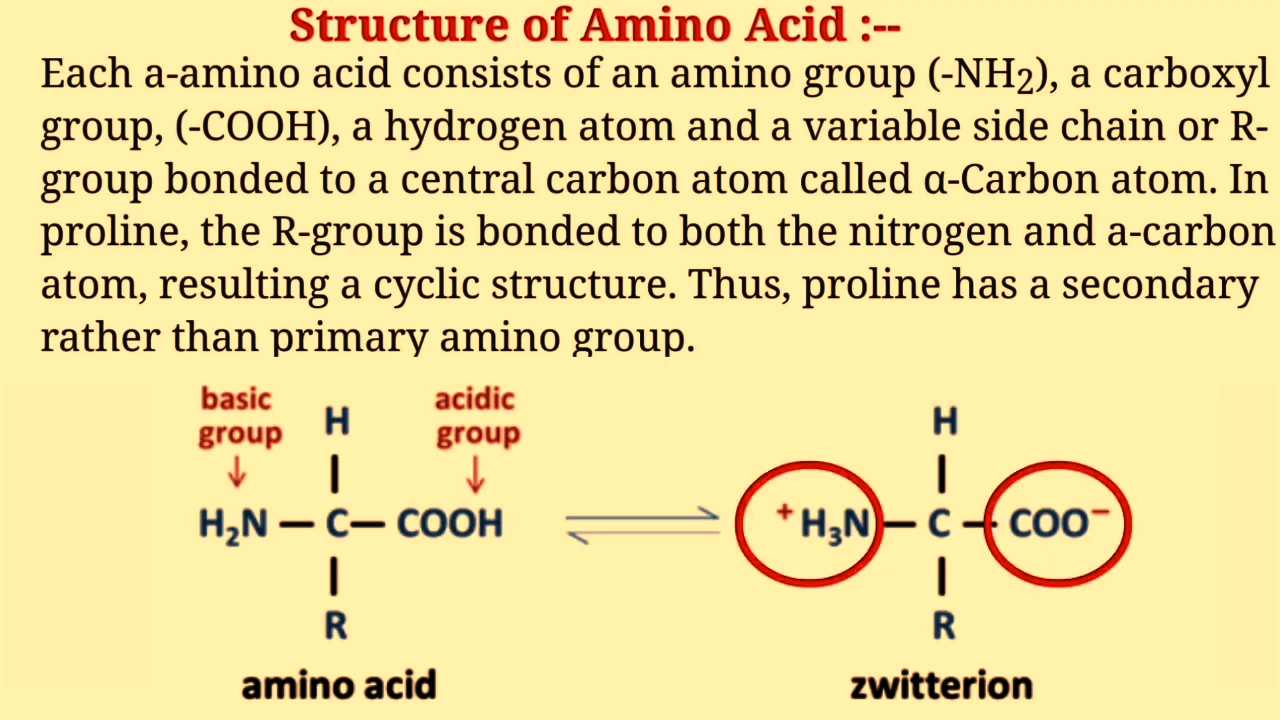 Structure of Amino Acid :--
Each a-amino acid consists of an amino group (-NH2), a carboxyl
group, (-COOH), a hydrogen atom and a variable side chain or R-
group bonded to a central carbon atom called α-Carbon atom. In
proline, the R-group is bonded to both the nitrogen and a-carbon
atom, resulting a cyclic structure. Thus, proline has a secondary
rather than primary amino group.
basic
group
acidic
group
H
H2N — C — COOH
R
amino acid
H
+H3N — C — COO−
R
zwitterion